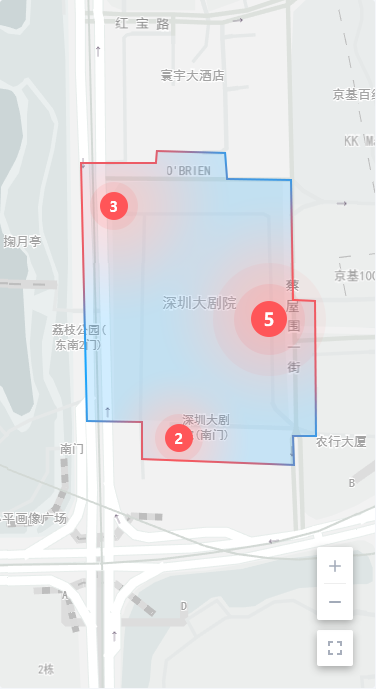 红宝路
寰宇大酒店
京基百纟
KK MA
O'BRIEN
3
掬月亭
京基100
蔡屋围一街
深圳大剧院
5
荔枝公园(
东南2门)
深圳大剧
(南门)
2
南门
农行大厦
B
平画像广场
+
A
D
−
2栋